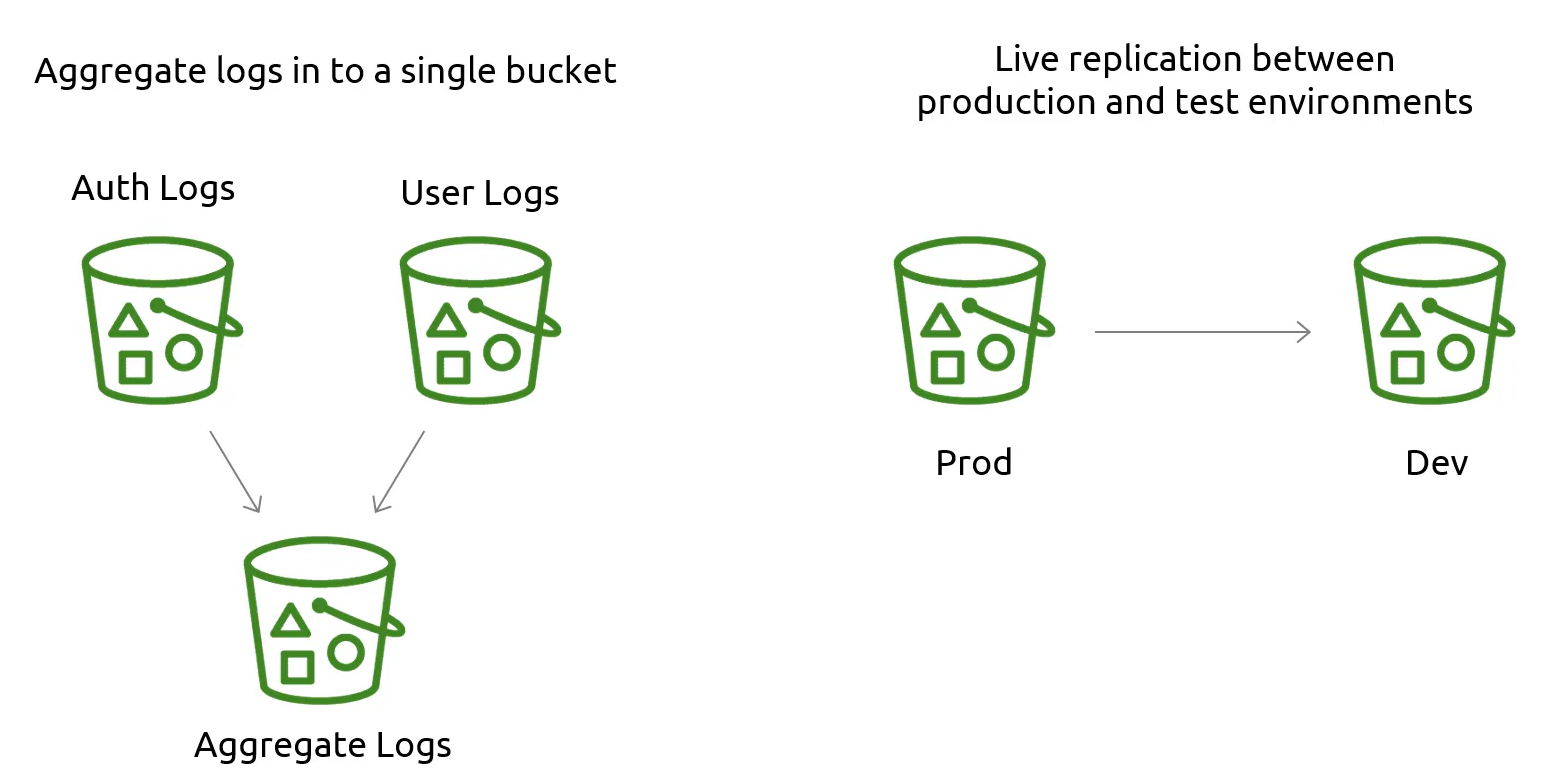 Aggregate logs in to a single bucket
Auth Logs
User Logs
Aggregate Logs
Live replication between
production and test environments
Prod
Dev